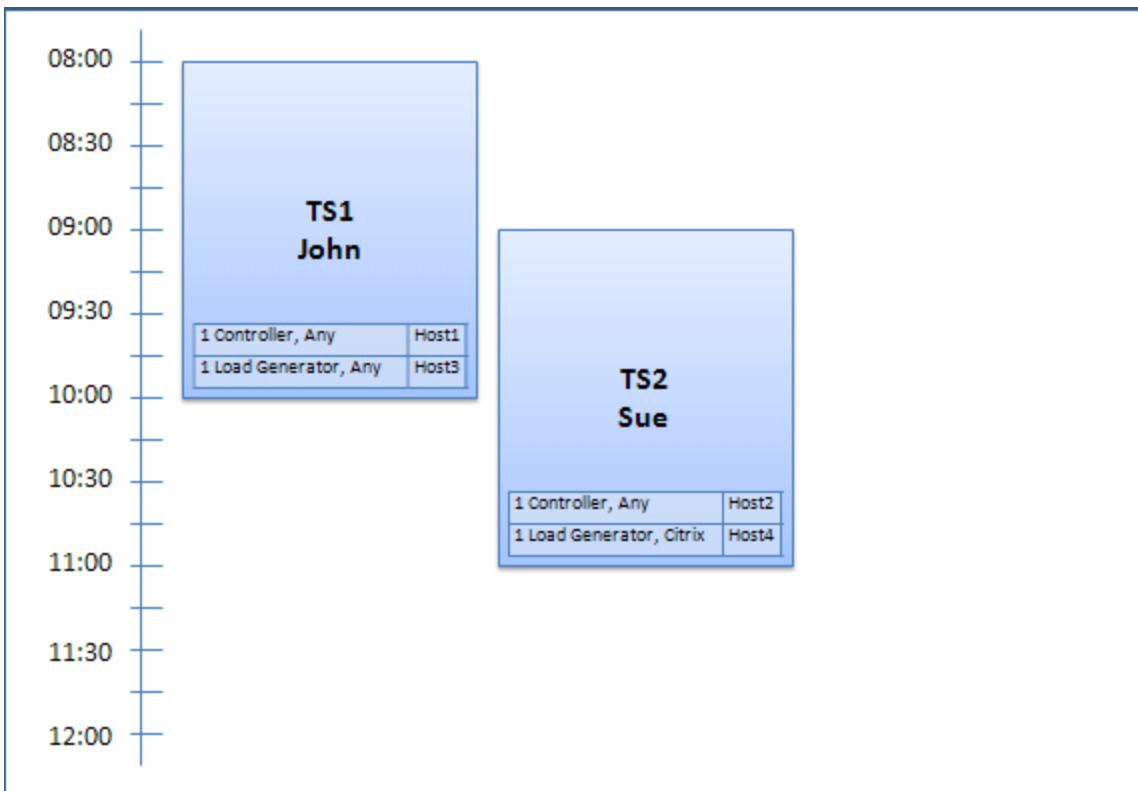 08:00
08:30
09:00
09:30
10:00
10:30
11:00
11:30
12:00
TS1
John
1 Controller, Any Host1
1 Load Generator, Any Host3
TS2
Sue
1 Controller, Any Host2
1 Load Generator, Citrix Host4